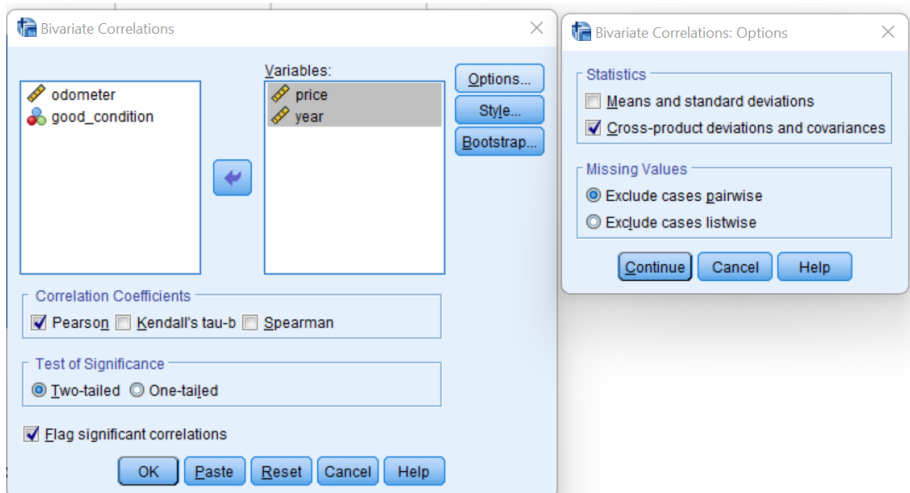 Bivariate Correlations
odometer
good_condition
Variables:
price
year
Options...
Style...
Bootstrap...
Correlation Coefficients
Pearson Kendall's tau-b Spearman
Test of Significance
Two-tailed One-tailed
Flag significant correlations
OK Paste Reset Cancel Help
Bivariate Correlations: Options
Statistics
Means and standard deviations
Cross-product deviations and covariances
Missing Values
Exclude cases pairwise
Exclude cases listwise
Continue Cancel Help